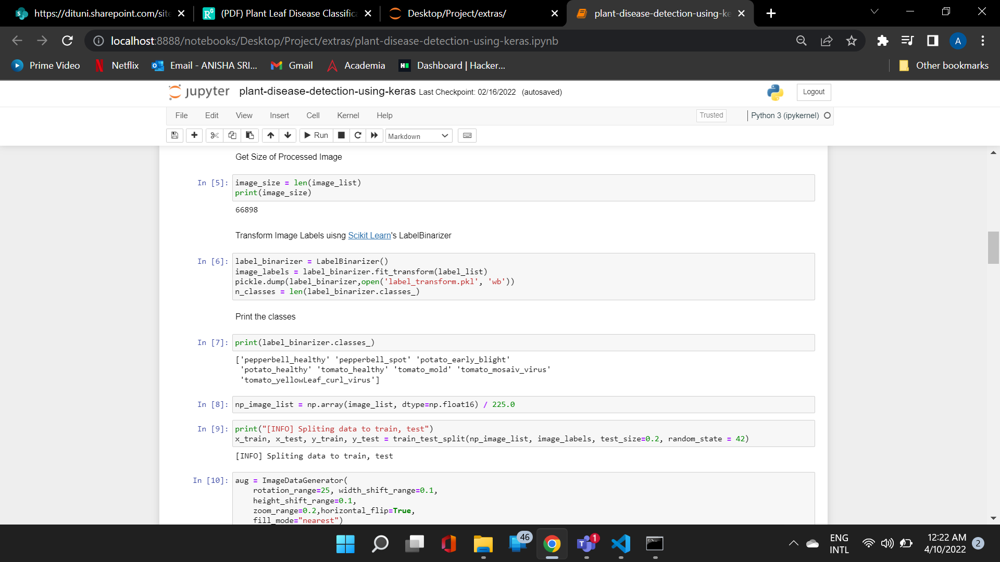 https://dituni.sharepoint.com/site
(PDF) Plant Leaf Disease Classific
Desktop/Project/extras/
plant-disease-detection-using-ke
localhost:8888/notebooks/Desktop/Project/extras/plant-disease-detection-using-keras.ipynb
A
Prime Video
Netflix
Email - ANISHA SRI...
Gmail
Academia
Dashboard | Hacker...
Other bookmarks
jupyter plant-disease-detection-using-keras Last Checkpoint: 02/16/2022 (autosaved)
Logout
File Edit View Insert Cell Kernel Help
Trusted
Python 3 (ipykernel)
Run
Markdown
Get Size of Processed Image
In [5]: image_size = len(image_list)
print(image_size)
66898
Transform Image Labels uisng Scikit Learn's LabelBinarizer
In [6]: label_binarizer = LabelBinarizer()
image_labels = label_binarizer.fit_transform(label_list)
pickle.dump(label_binarizer,open('label_transform.pkl', 'wb'))
n_classes = len(label_binarizer.classes_)
Print the classes
In [7]: print(label_binarizer.classes_)
['pepperbell_healthy' 'pepperbell_spot' 'potato_early_blight'
'potato_healthy' 'tomato_healthy' 'tomato_mold' 'tomato_mosaiv_virus'
'tomato_yellowLeaf_curl_virus']
In [8]: np_image_list = np.array(image_list, dtype=np.float16) / 225.0
In [9]: print("[INFO] Spliting data to train, test")
x_train, x_test, y_train, y_test = train_test_split(np_image_list, image_labels, test_size=0.2, random_state = 42)
[INFO] Spliting data to train, test
In [10]: aug = ImageDataGenerator(
rotation_range=25, width_shift_range=0.1,
height_shift_range=0.1,
zoom_range=0.2,horizontal_flip=True,
fill_mode="nearest")
46
1
ENG
INTL
12:22 AM
4/10/2022
2